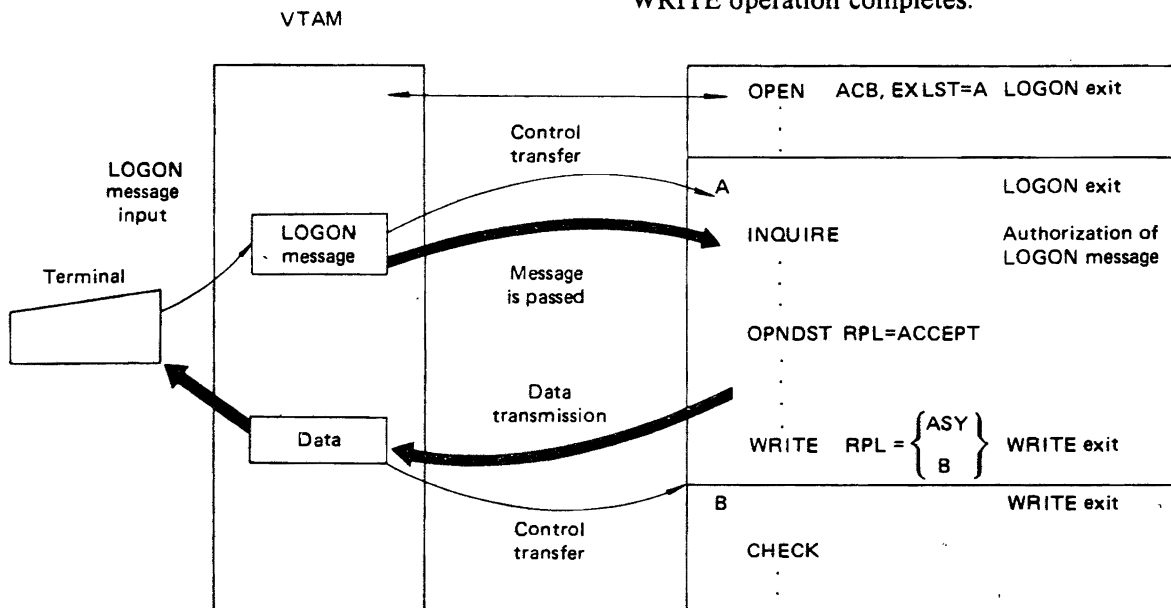 WRITE operation completes.
VTAM
OPEN ACB, EXLST=A LOGON exit
Control
transfer
LOGON
message
input
A LOGON exit
LOGON
message
INQUIRE Authorization of
LOGON message
Terminal
Message
is passed
OPNDST RPL=ACCEPT
Data
transmission
Data
WRITE RPL = { ASY
B } WRITE exit
B WRITE exit
Control
transfer
CHECK